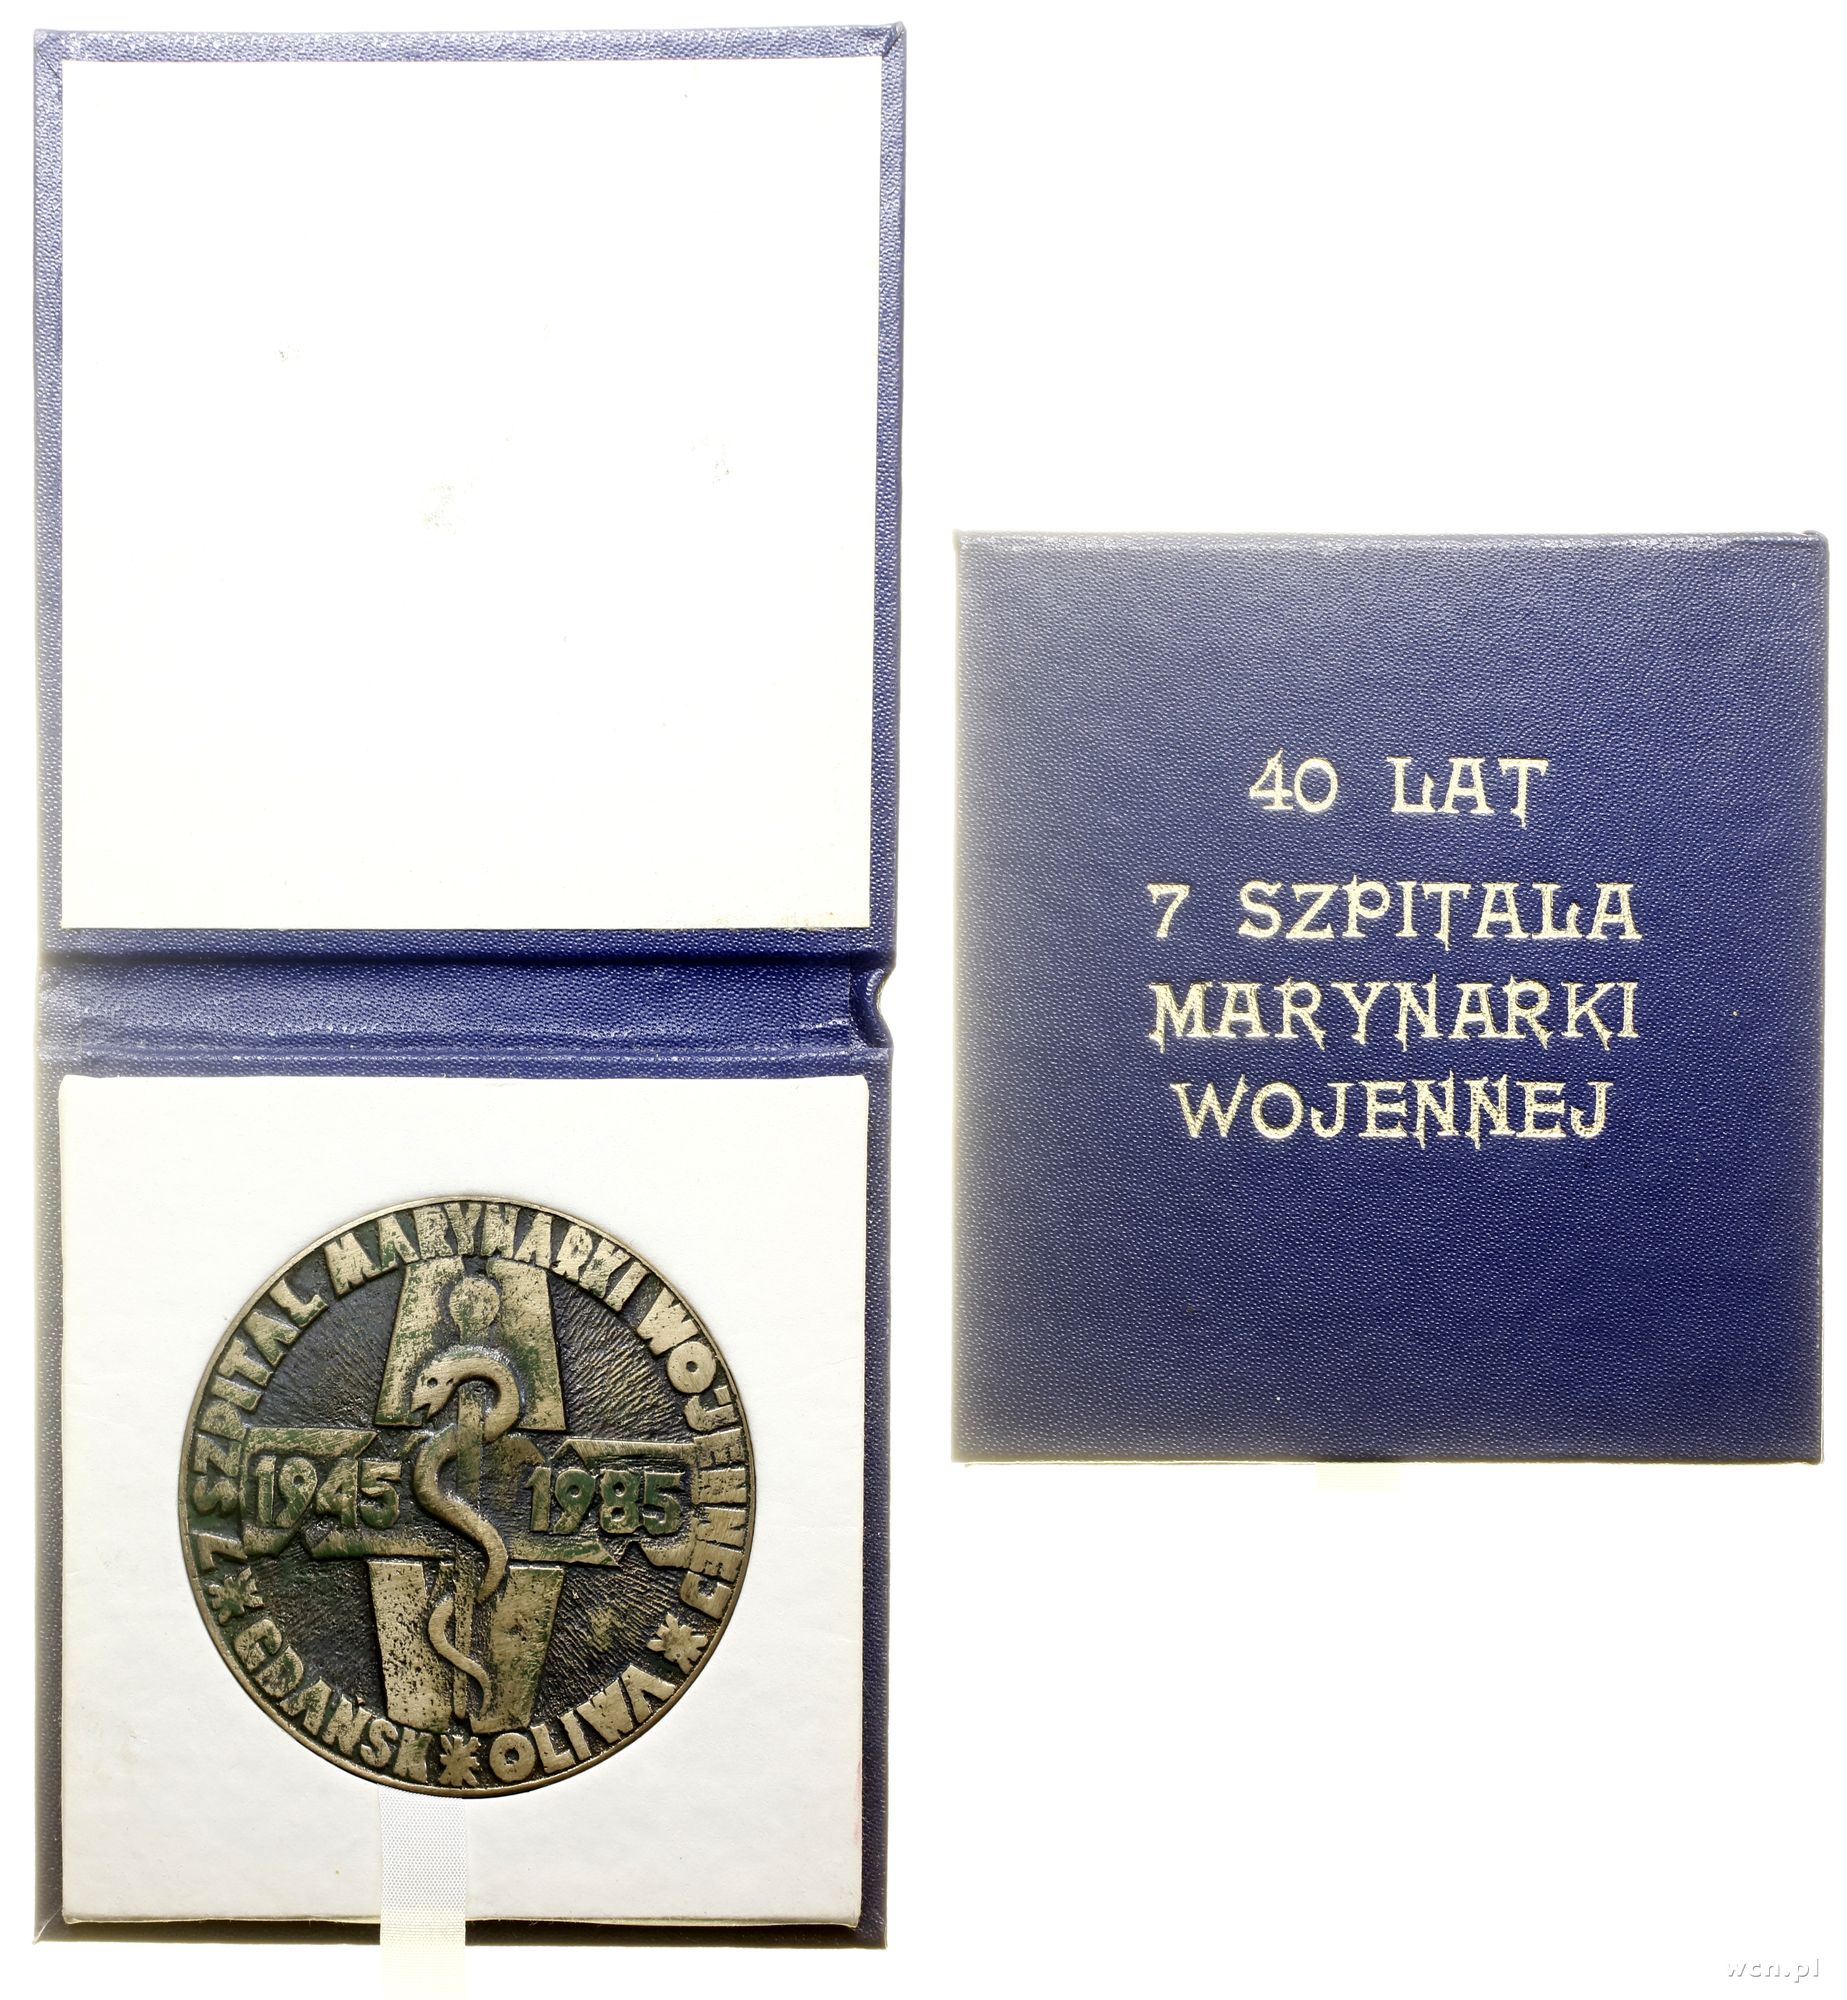 40 LAT
7 SZPITALA
MARYNARKI
WOJENNEJ
7 SZPITAL MARYNARKI WOJENNEJ
GDAŃSK * OLIWA
1945 1985
wcn.pl